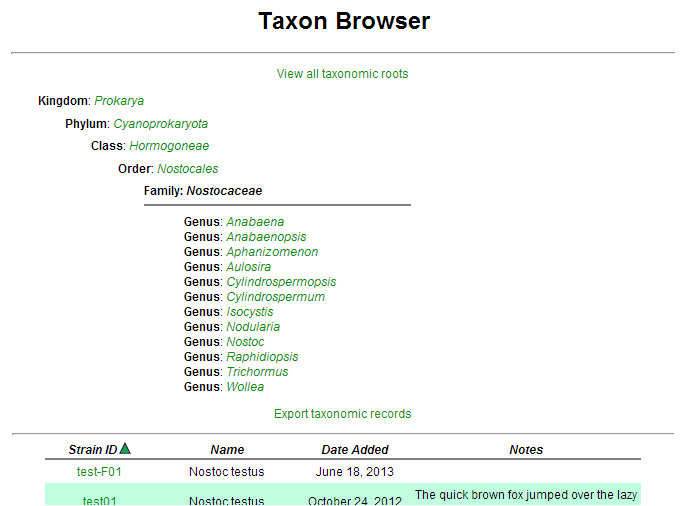 Taxon Browser
View all taxonomic roots
Kingdom: Prokarya
Phylum: Cyanoprokaryota
Class: Hormogoneae
Order: Nostocales
Family: Nostocaceae
Genus: Anabaena
Genus: Anabaenopsis
Genus: Aphanizomenon
Genus: Aulosira
Genus: Cylindrospermopsis
Genus: Cylindrospermum
Genus: Isocystis
Genus: Nodularia
Genus: Nostoc
Genus: Raphidiopsis
Genus: Trichormus
Genus: Wollea
Export taxonomic records
Strain ID Name Date Added Notes
test-F01 Nostoc testus June 18, 2013
The quick brown fox jumped over the lazy
test01 Nostoc testus October 24, 2012